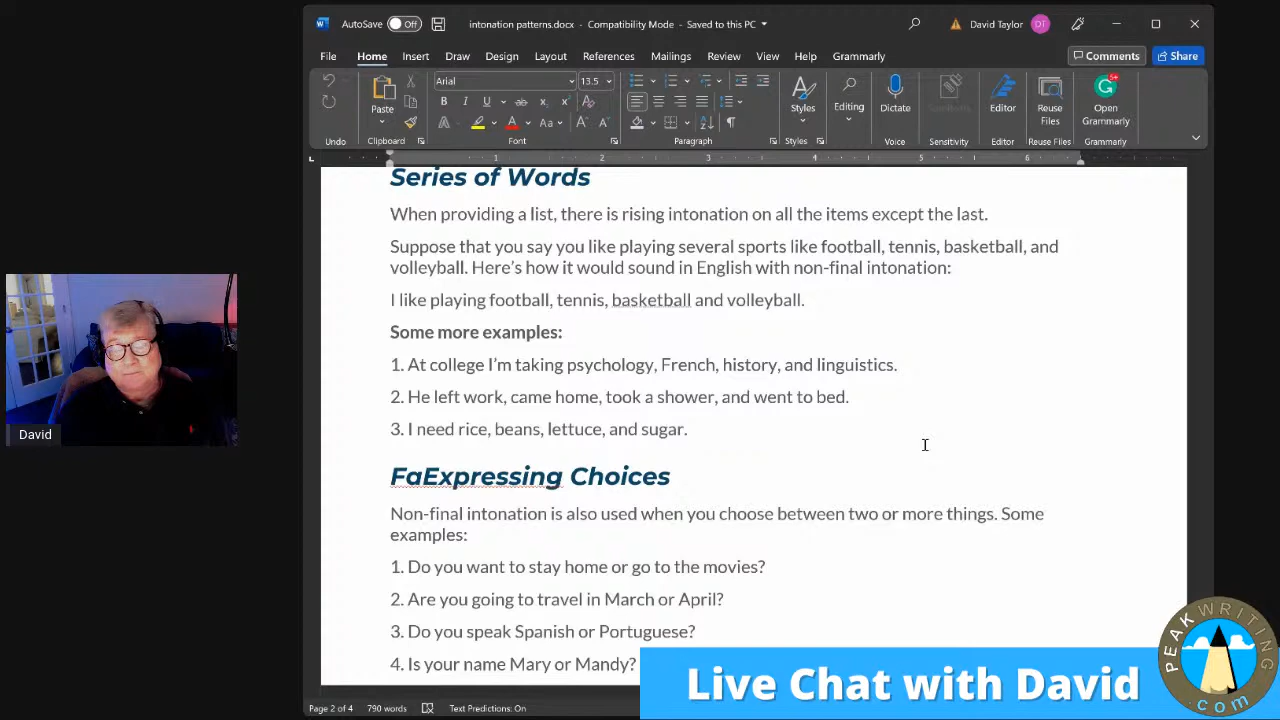 AutoSave Off intonation patterns.docx - Compatibility Mode - Saved to this PC David Taylor DT
File Home Insert Draw Design Layout References Mailings Review View Help Grammarly Comments Share
Arial 13.5
Paste Styles Editing Dictate Sensitivity Editor Reuse Files Open Grammarly
Undo Clipboard Font Paragraph Styles Voice Sensitivity Editor Reuse Files Grammarly
1 2 3 4 5 6
Series of Words
When providing a list, there is rising intonation on all the items except the last.
Suppose that you say you like playing several sports like football, tennis, basketball, and
volleyball. Here's how it would sound in English with non-final intonation:
I like playing football, tennis, basketball and volleyball.
Some more examples:
1. At college I'm taking psychology, French, history, and linguistics.
2. He left work, came home, took a shower, and went to bed.
3. I need rice, beans, lettuce, and sugar.
FaExpressing Choices
Non-final intonation is also used when you choose between two or more things. Some
examples:
1. Do you want to stay home or go to the movies?
2. Are you going to travel in March or April?
3. Do you speak Spanish or Portuguese?
4. Is your name Mary or Mandy?
David
Page 2 of 4 790 words Text Predictions: On
Live Chat with David
PEAKWRITING
.com